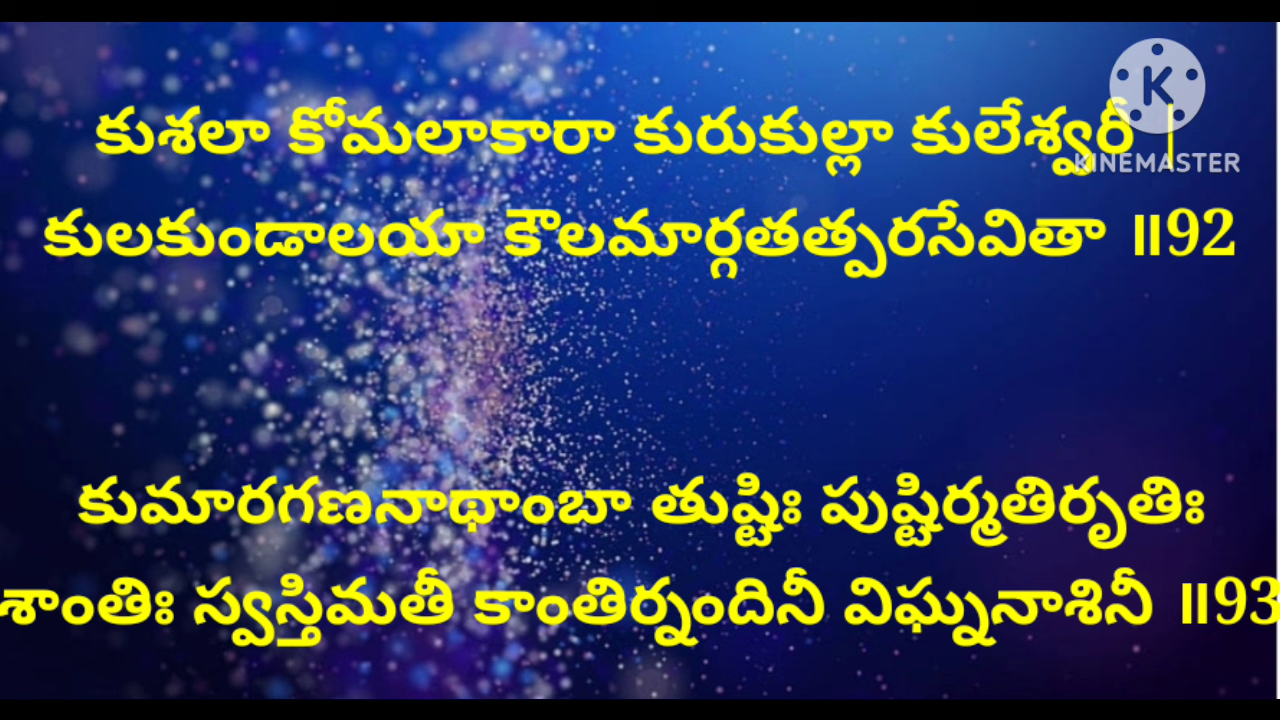 K
KINEMASTER
కుశలా కోమలాకారా కురుకుల్లా కులేశ్వరీ |
కులకుండాలయా కౌలమార్గతత్పరసేవితా ॥92
కుమారగణనాథాంబా తుష్టిః పుష్టిర్మతిర్ధృతిః
శాంతిః స్వస్తిమతీ కాంతిర్నందినీ విఘ్ననాశినీ ॥93